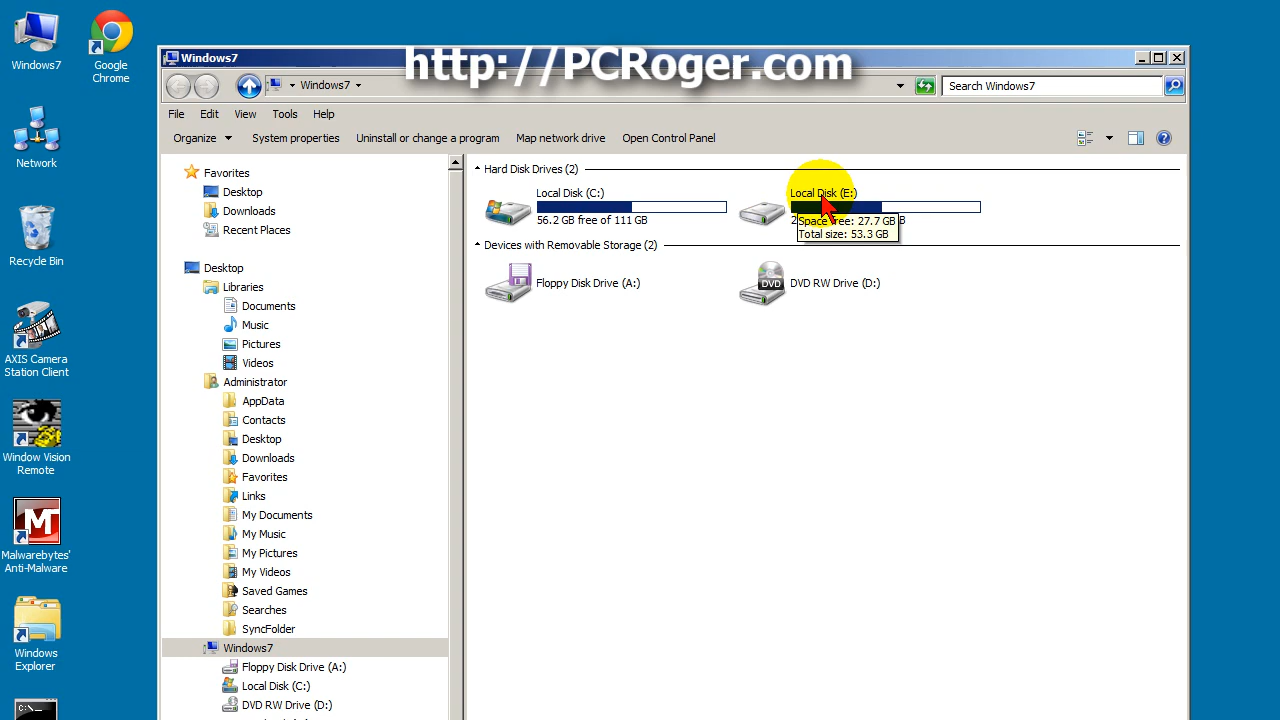 http://PCRoger.com
Windows7
Google
Chrome
Network
Recycle Bin
AXIS Camera
Station Client
Window Vision
Remote
Malwarebytes'
Anti-Malware
Windows
Explorer
C:\
Windows7
Windows7
Search Windows7
File Edit View Tools Help
Organize System properties Uninstall or change a program Map network drive Open Control Panel
Favorites
Desktop
Downloads
Recent Places
Desktop
Libraries
Documents
Music
Pictures
Videos
Administrator
AppData
Contacts
Desktop
Downloads
Favorites
Links
My Documents
My Music
My Pictures
My Videos
Saved Games
Searches
SyncFolder
Windows7
Floppy Disk Drive (A:)
Local Disk (C:)
DVD RW Drive (D:)
Hard Disk Drives (2)
Local Disk (C:)
56.2 GB free of 111 GB
Local Disk (E:)
Space free: 27.7 GB
Total size: 53.3 GB
Devices with Removable Storage (2)
Floppy Disk Drive (A:)
DVD
DVD RW Drive (D:)